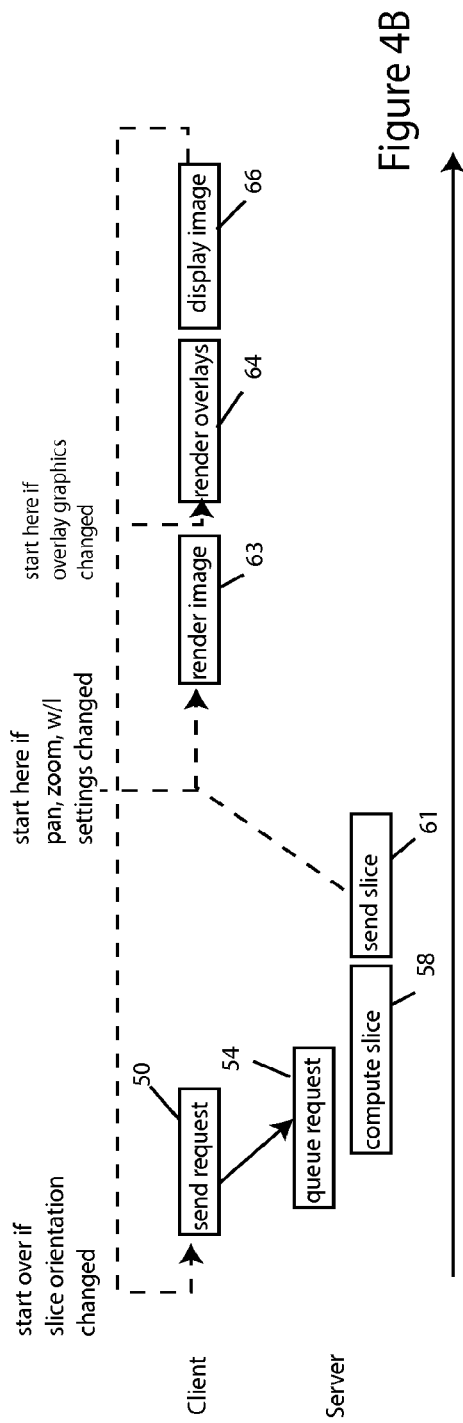 start over if
slice orientation
changed
start here if
pan, zoom, w/l
settings changed
start here if
overlay graphics
changed
Client
50
send request
render image
63
render overlays
64
display image
66
Server
54
queue request
compute slice
58
send slice
61
Figure 4B